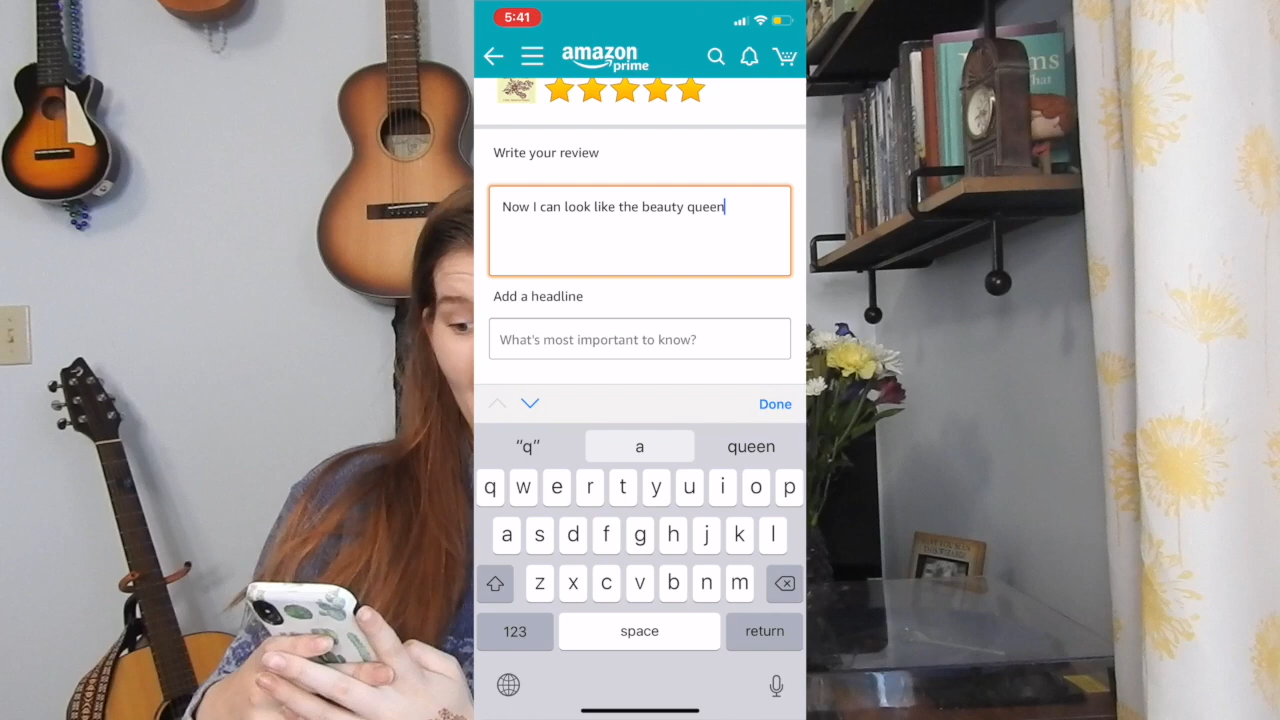 5:41
amazon
prime
Write your review
Now I can look like the beauty queen
Add a headline
What's most important to know?
Done
"q" a queen
q w e r t y u i o p
a s d f g h j k l
z x c v b n m
123 space return